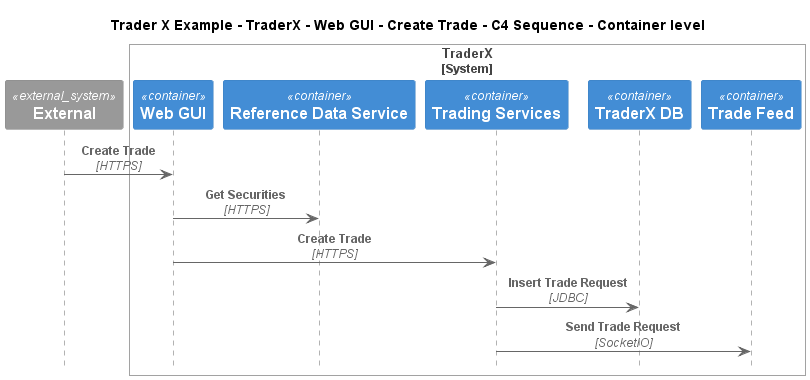 Trader X Example - TraderX - Web GUI - Create Trade - C4 Sequence - Container level
TraderX
[System]
«external_system»
External
«container»
Web GUI
«container»
Reference Data Service
«container»
Trading Services
«container»
TraderX DB
«container»
Trade Feed
Create Trade
[HTTPS]
Get Securities
[HTTPS]
Create Trade
[HTTPS]
Insert Trade Request
[JDBC]
Send Trade Request
[SocketIO]